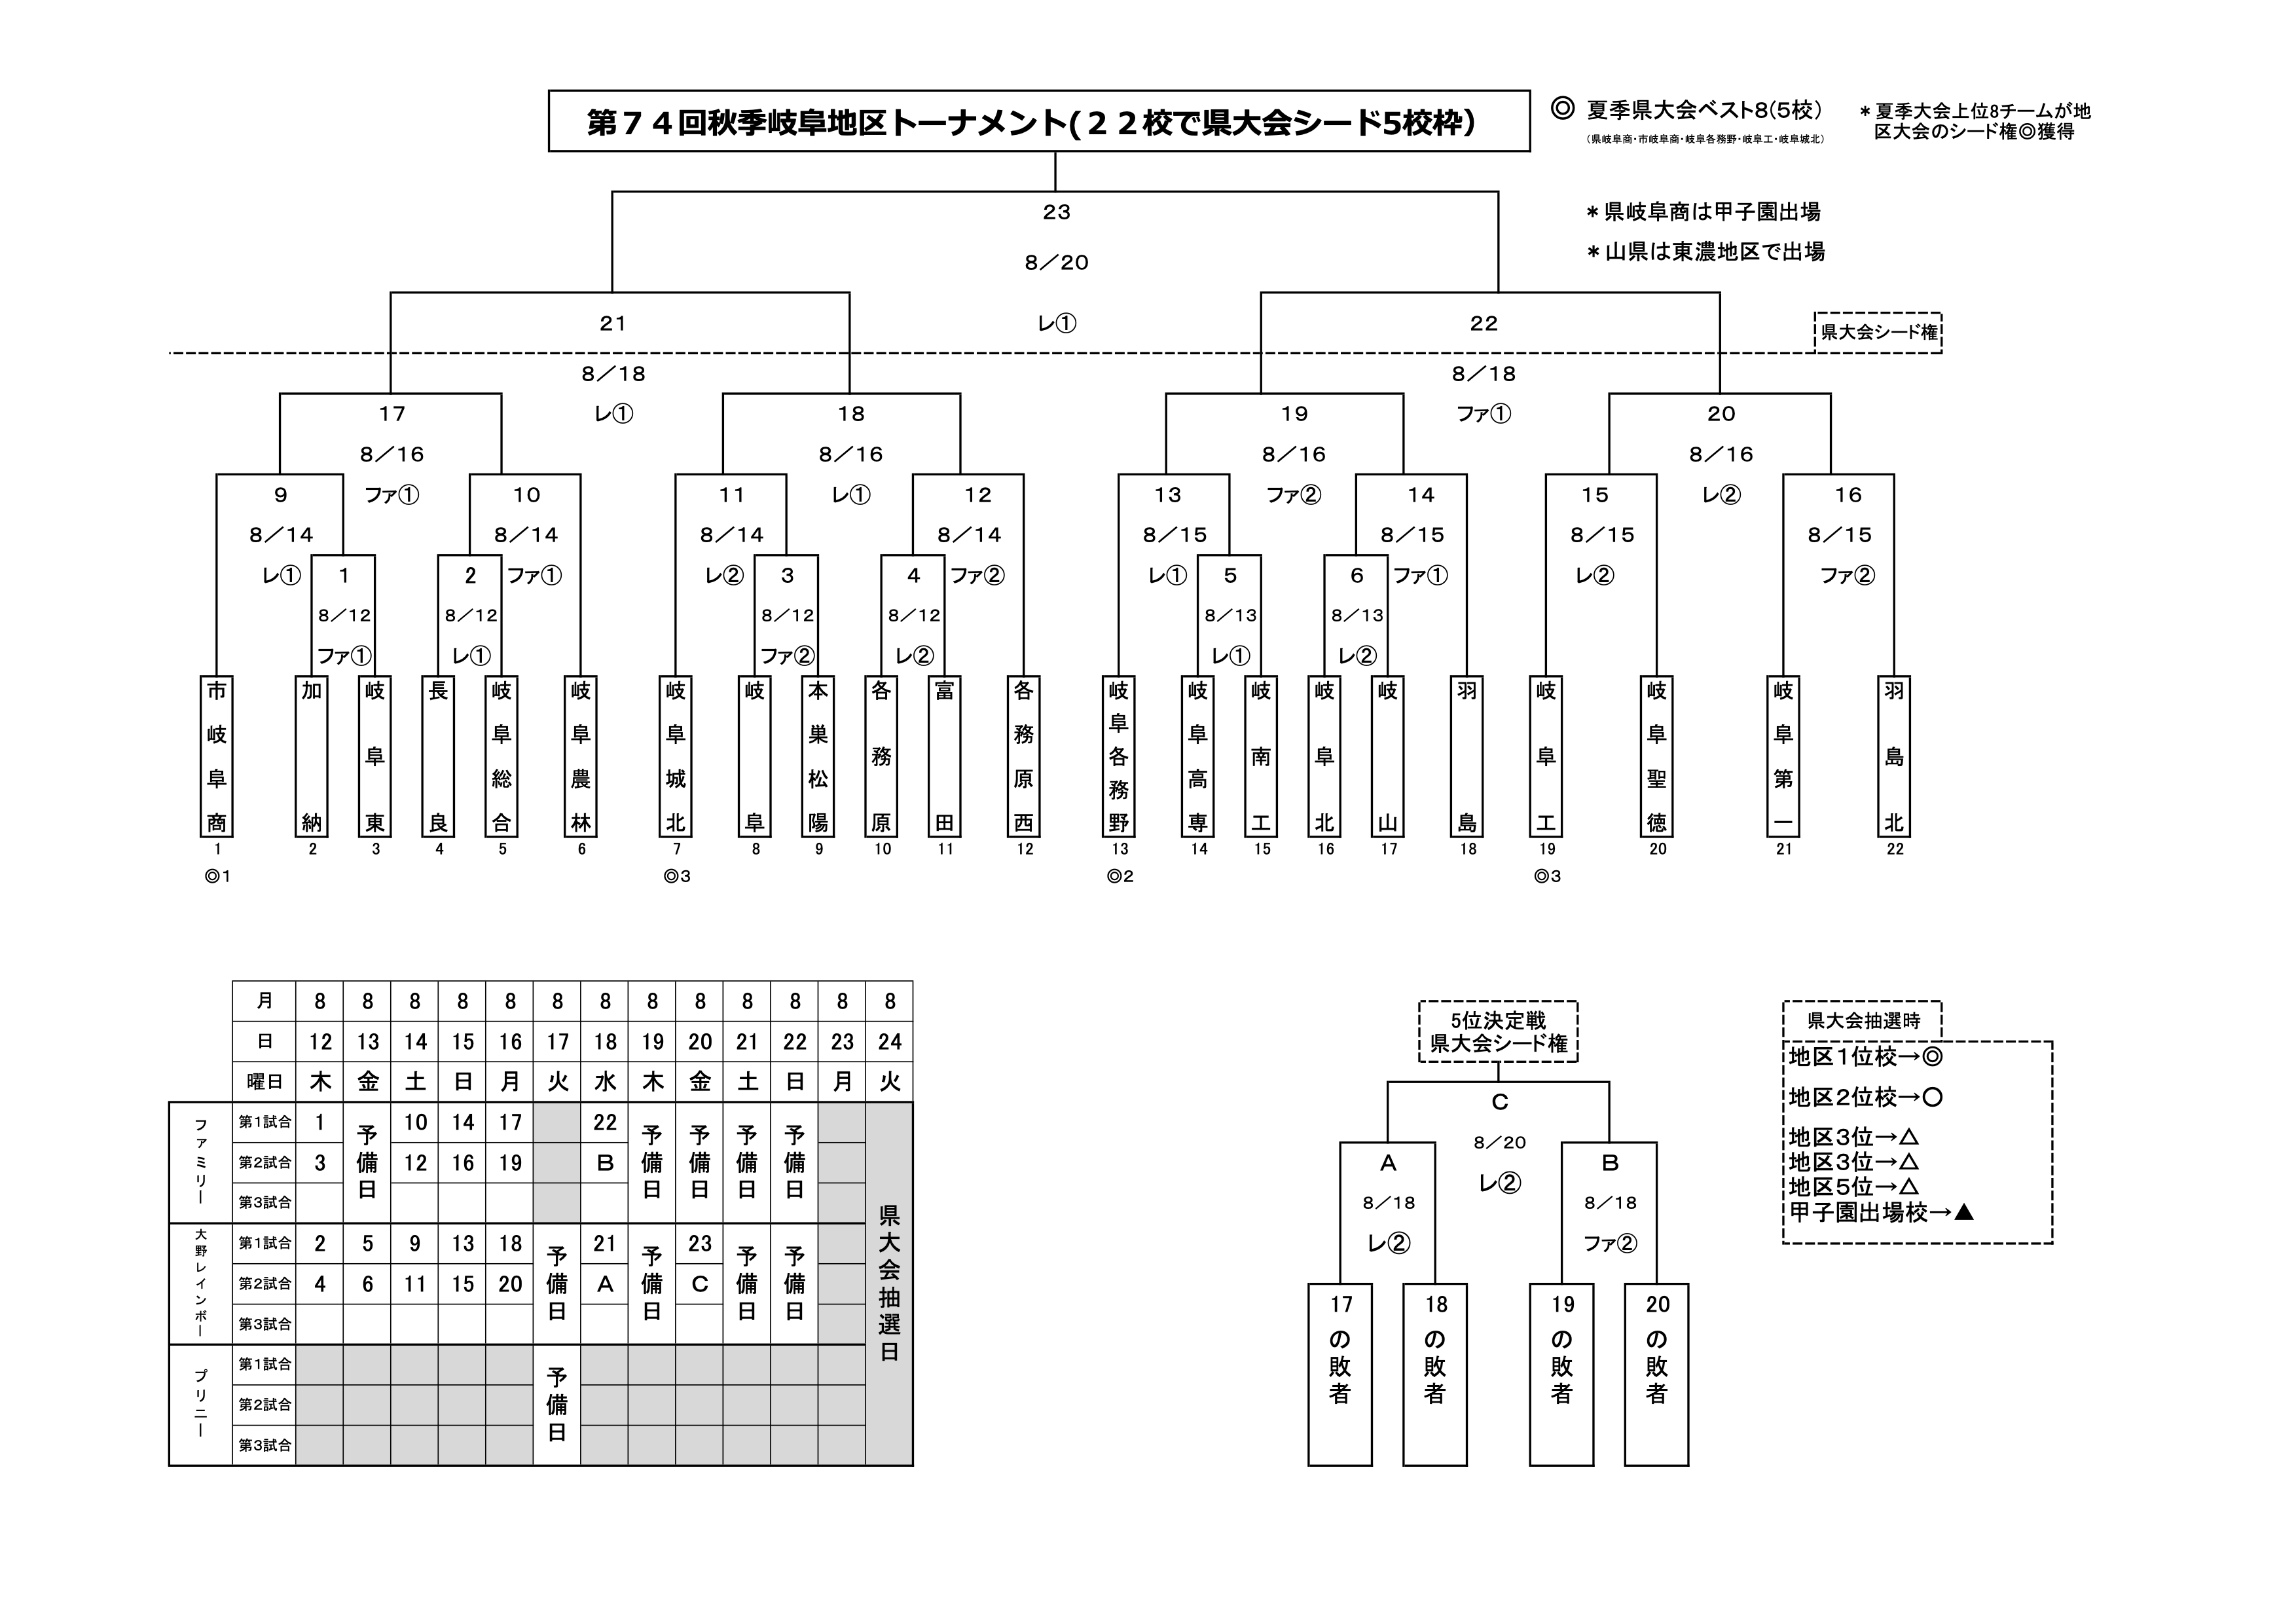 第７４回秋季岐阜地区トーナメント(２２校で県大会シード5校枠)
◎ 夏季県大会ベスト8(5校)
(県岐阜商・市岐阜商・岐阜各務野・岐阜工・岐阜城北)
＊夏季大会上位8チームが地
区大会のシード権◎獲得
＊県岐阜商は甲子園出場
＊山県は東濃地区で出場
23
8／20
レ①
21
22
県大会シード権
8／18
レ①
8／18
ファ①
17
8／16
ファ①
18
8／16
レ①
19
8／16
ファ②
20
8／16
レ②
9
8／14
レ①
10
8／14
ファ①
11
8／14
レ②
12
8／14
ファ②
13
8／15
レ①
14
8／15
ファ①
15
8／15
レ②
16
8／15
ファ②
1
8／12
ファ①
2
8／12
レ①
3
8／12
ファ②
4
8／12
レ②
5
8／13
レ①
6
8／13
レ②
市岐阜商
加納
岐阜東
長良
岐阜総合
岐阜農林
岐阜城北
岐阜
本巣松陽
各務原
富田
各務原西
岐阜各務野
岐阜高専
岐南工
岐阜北
岐山
羽島
岐阜工
岐阜聖徳
岐阜第一
羽島北
1 2 3 4 5 6 7 8 9 10 11 12 13 14 15 16 17 18 19 20 21 22
◎1 ◎3 ◎2 ◎3
月 8 8 8 8 8 8 8 8 8 8 8 8 8
日 12 13 14 15 16 17 18 19 20 21 22 23 24
曜日 木 金 土 日 月 火 水 木 金 土 日 月 火
ファミリー
第1試合 1 10 14 17 22
第2試合 3 12 16 19 B
第3試合
予備日
予備日
予備日
予備日
予備日
大野レインボー
第1試合 2 5 9 13 18 21 23
第2試合 4 6 11 15 20 A C
第3試合
予備日
予備日
予備日
予備日
プリニー
第1試合
第2試合
第3試合
予備日
県大会抽選日
5位決定戦
県大会シード権
C
8／20
レ②
A
8／18
レ②
B
8／18
ファ②
17の敗者
18の敗者
19の敗者
20の敗者
県大会抽選時
地区１位校→◎
地区２位校→○
地区３位→△
地区３位→△
地区５位→△
甲子園出場校→▲